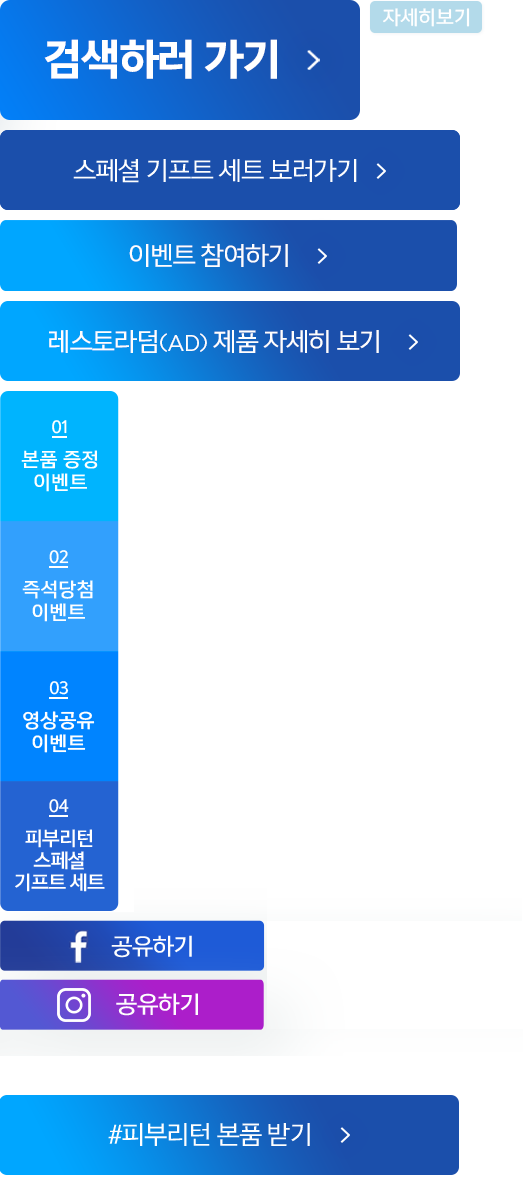 검색하러 가기
자세히보기
스페셜 기프트 세트 보러가기
이벤트 참여하기
레스토라덤(AD) 제품 자세히 보기
01
본품 증정
이벤트
02
즉석당첨
이벤트
03
영상공유
이벤트
04
피부리턴
스페셜
기프트 세트
공유하기
공유하기
#피부리턴 본품 받기